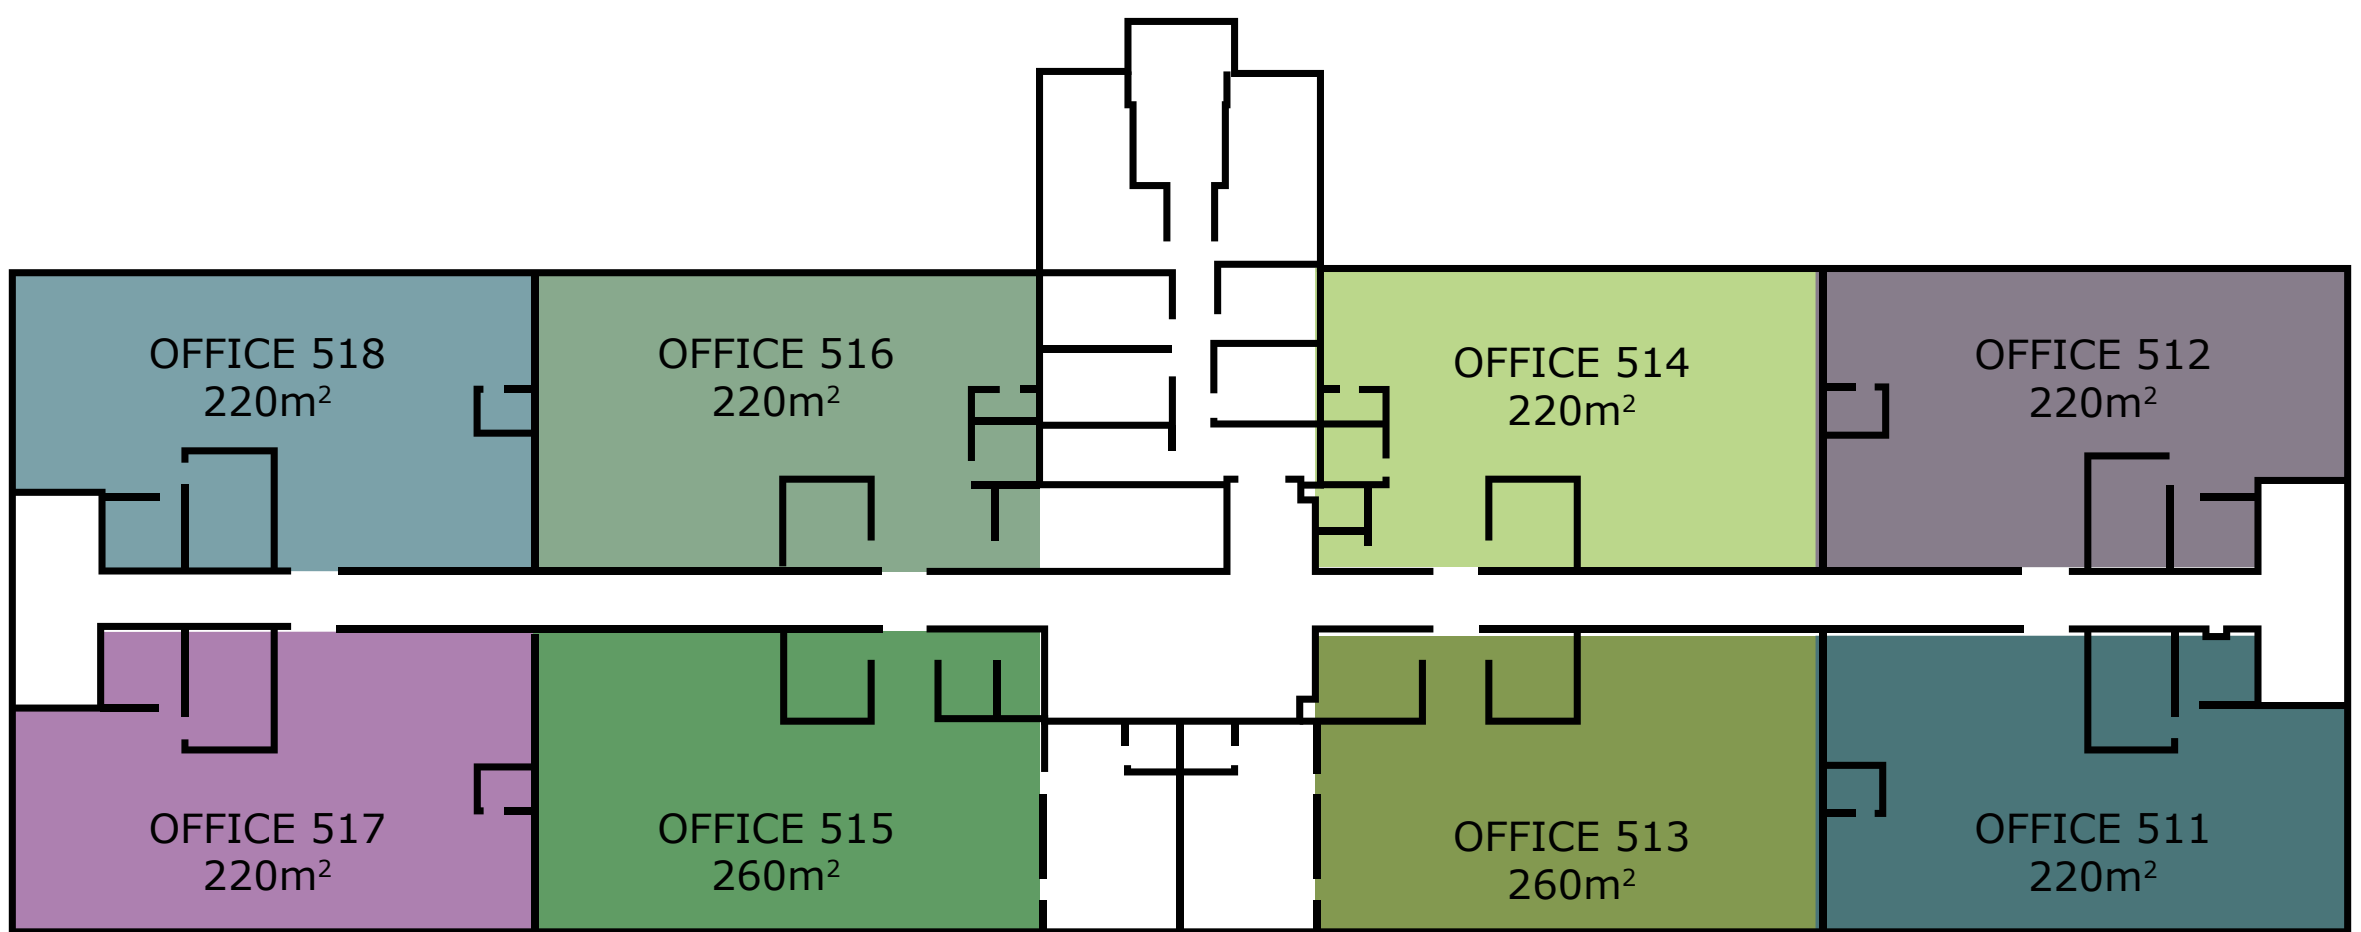 OFFICE 518
220m²
OFFICE 516
220m²
OFFICE 514
220m²
OFFICE 512
220m²
OFFICE 517
220m²
OFFICE 515
260m²
OFFICE 513
260m²
OFFICE 511
220m²